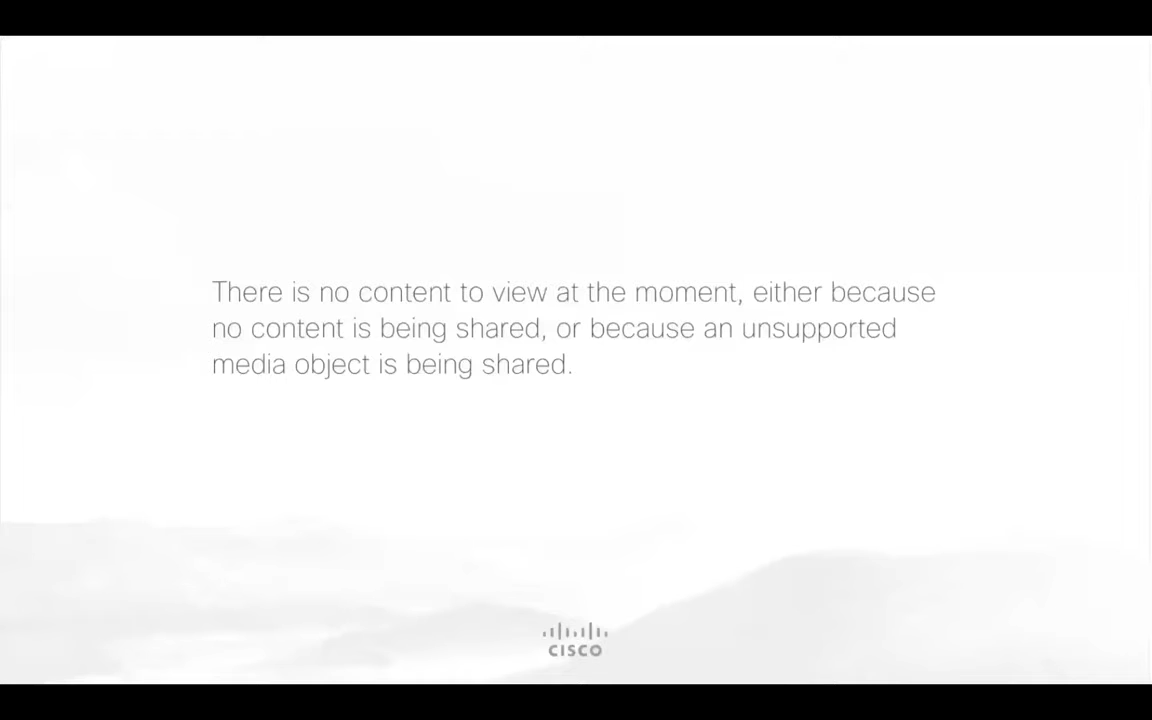 There is no content to view at the moment, either because
no content is being shared, or because an unsupported
media object is being shared.
CISCO